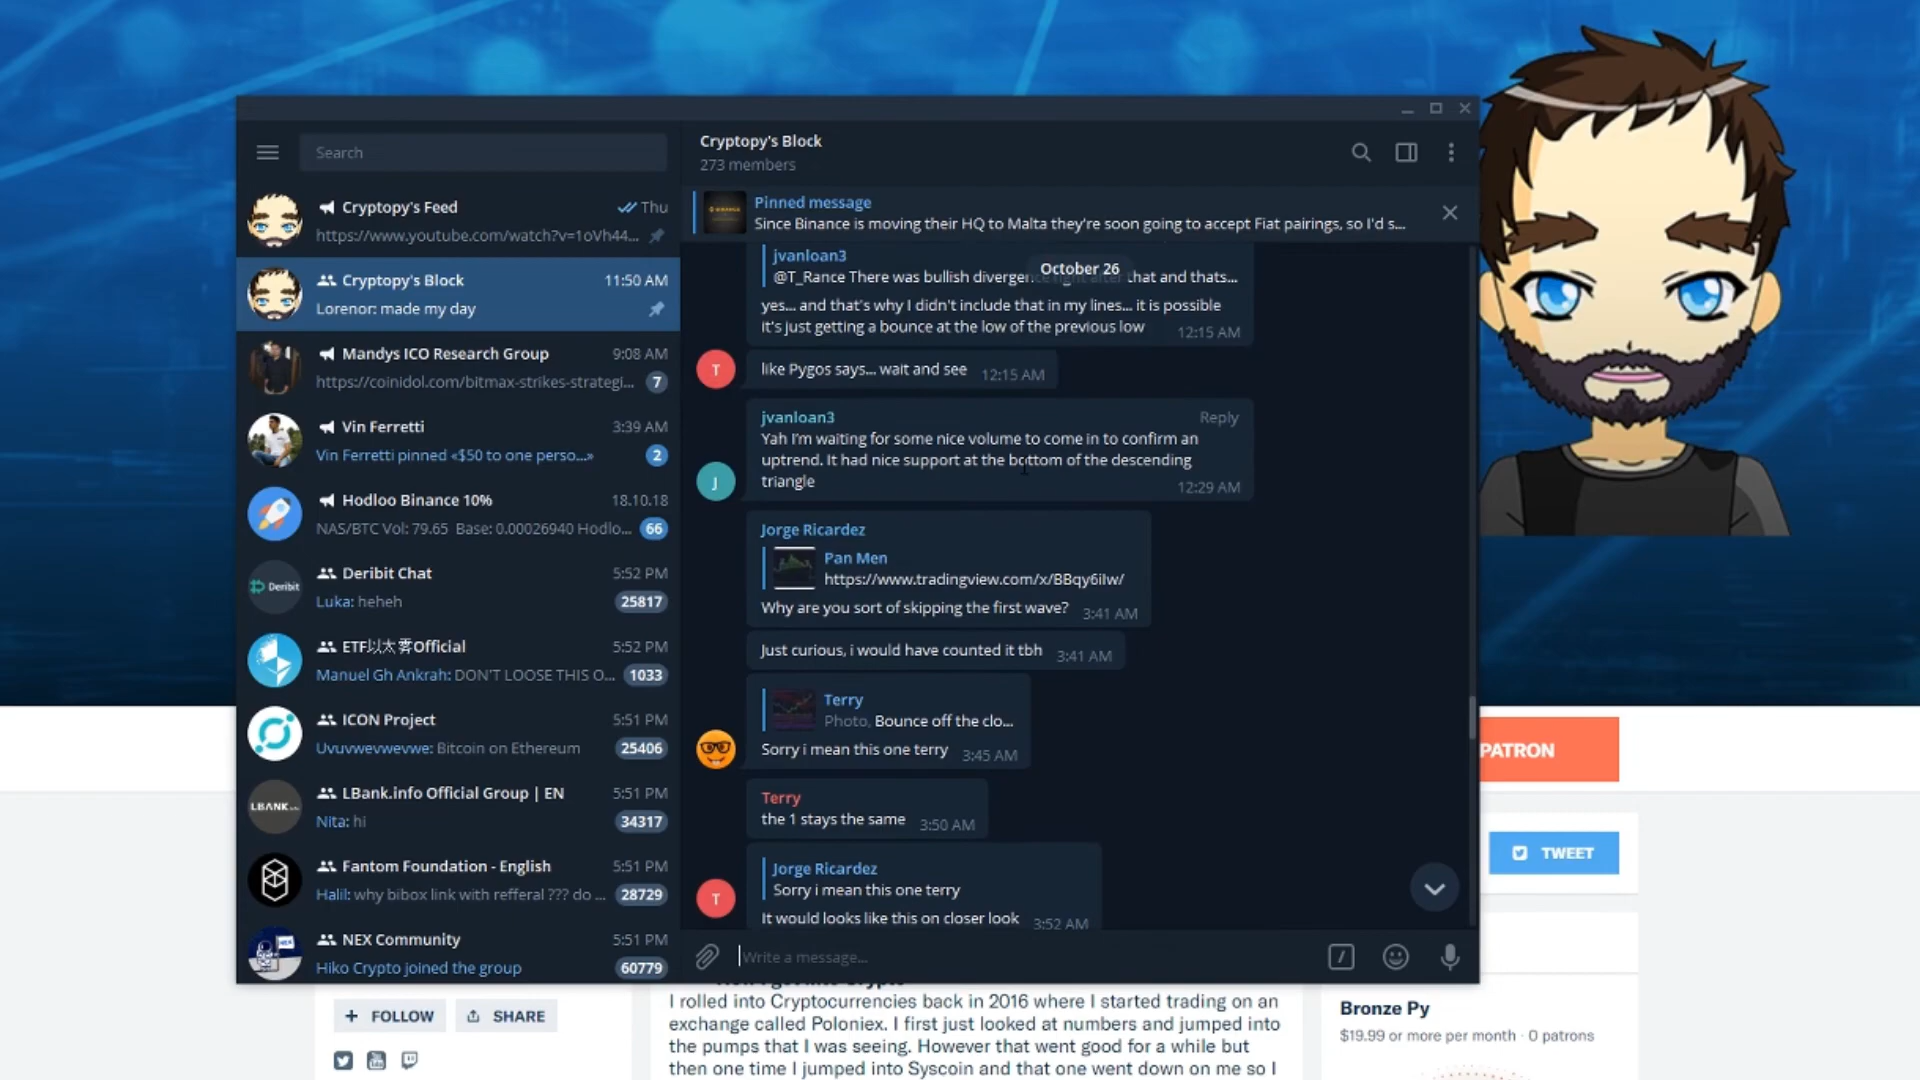 Search
Cryptopy's Feed
Thu
https://www.youtube.com/watch?v=1oVh44...
Cryptopy's Block
11:50 AM
Lorenor: made my day
Mandys ICO Research Group
9:08 AM
https://coinidol.com/bitmax-strikes-strategi...
7
Vin Ferretti
3:39 AM
Vin Ferretti pinned «$50 to one perso...»
2
Hodloo Binance 10%
18.10.18
NAS/BTC Vol: 79.65 Base: 0.00026940 Hodlo...
66
Deribit
Deribit Chat
5:52 PM
Luka: heheh
25817
ETF以太雾Official
5:52 PM
Manuel Gh Ankrah: DON'T LOOSE THIS O...
1033
ICON Project
5:51 PM
Uvuvwevwevwe: Bitcoin on Ethereum
25406
LBANK
LBank.info Official Group | EN
5:51 PM
Nita: hi
34317
Fantom Foundation - English
5:51 PM
Halil: why bibox link with refferal ??? do ...
28729
NEX Community
5:51 PM
Hiko Crypto joined the group
60779
Cryptopy's Block
273 members
Pinned message
Since Binance is moving their HQ to Malta they're soon going to accept Fiat pairings, so I'd s...
jvanloan3
October 26
@T_Rance There was bullish divergen that and thats...
yes... and that's why I didn't include that in my lines... it is possible
it's just getting a bounce at the low of the previous low
12:15 AM
T
like Pygos says... wait and see
12:15 AM
jvanloan3
Reply
Yah I'm waiting for some nice volume to come in to confirm an
uptrend. It had nice support at the bottom of the descending
triangle
12:29 AM
J
Jorge Ricardez
Pan Men
https://www.tradingview.com/x/BBqy6iIw/
Why are you sort of skipping the first wave?
3:41 AM
Just curious, i would have counted it tbh
3:41 AM
Terry
Photo, Bounce off the clo...
Sorry i mean this one terry
3:45 AM
Terry
the 1 stays the same
3:50 AM
Jorge Ricardez
Sorry i mean this one terry
T
It would looks like this on closer look
3:52 AM
Write a message...
PATRON
TWEET
FOLLOW
SHARE
I rolled into Cryptocurrencies back in 2016 where I started trading on an
exchange called Poloniex. I first just looked at numbers and jumped into
the pumps that I was seeing. However that went good for a while but
then one time I jumped into Syscoin and that one went down on me so I
Bronze Py
$19.99 or more per month · 0 patrons